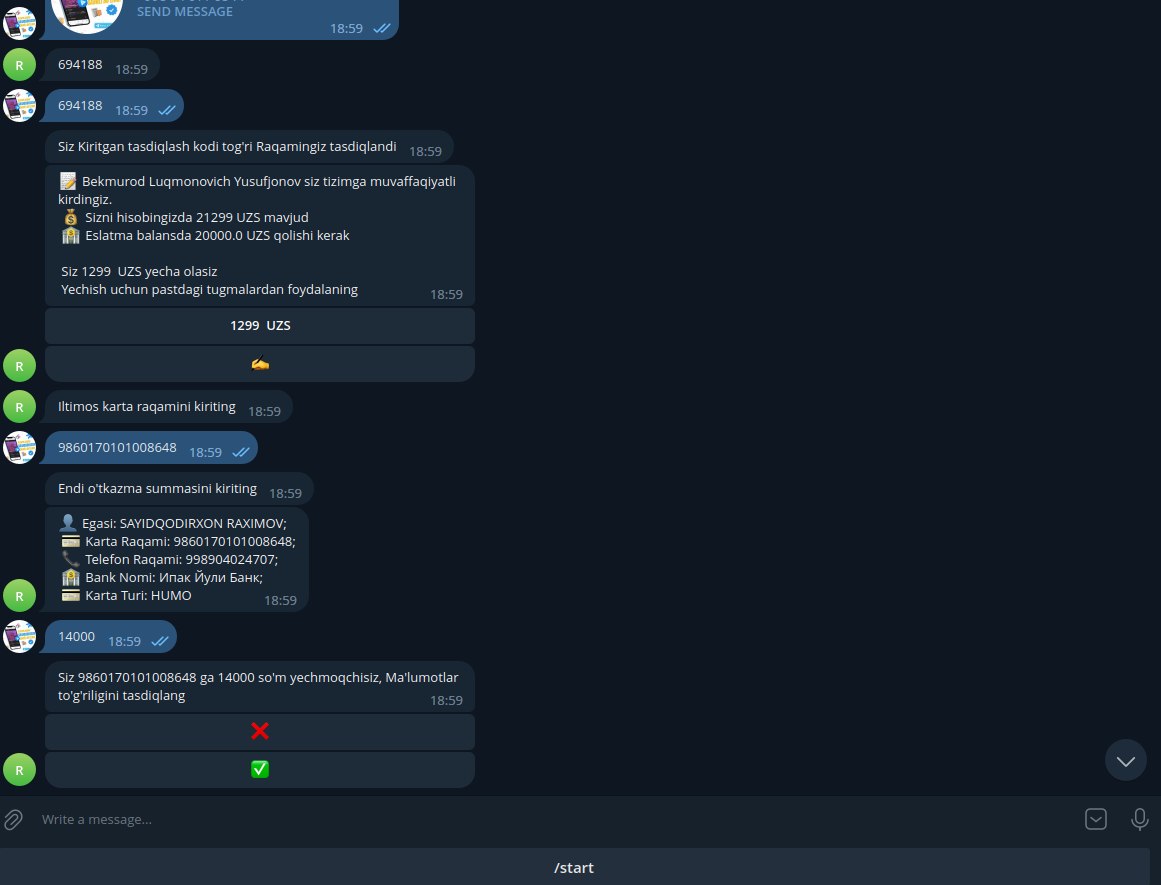 SEND MESSAGE
18:59
R
694188 18:59
694188 18:59
Siz Kiritgan tasdiqlash kodi tog'ri Raqamingiz tasdiqlandi 18:59
Bekmurod Luqmonovich Yusufjonov siz tizimga muvaffaqiyatli
kirdingiz.
Sizni hisobingizda 21299 UZS mavjud
Eslatma balansda 20000.0 UZS qolishi kerak
Siz 1299 UZS yecha olasiz
Yechish uchun pastdagi tugmalardan foydalaning 18:59
1299 UZS
R
R
Iltimos karta raqamini kiriting 18:59
9860170101008648 18:59
Endi o'tkazma summasini kiriting 18:59
Egasi: SAYIDQODIRXON RAXIMOV;
Karta Raqami: 9860170101008648;
Telefon Raqami: 998904024707;
Bank Nomi: Ипак Йули Банк;
Karta Turi: HUMO 18:59
R
14000 18:59
Siz 9860170101008648 ga 14000 so'm yechmoqchisiz, Ma'lumotlar
to'g'riligini tasdiqlang 18:59
R
Write a message...
/start